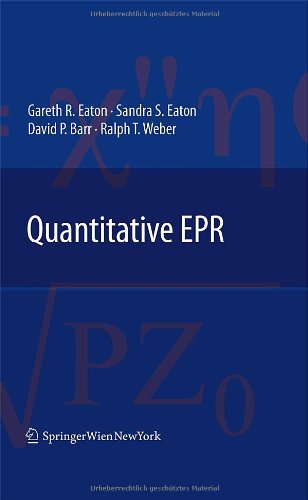 Urheberrechtlich geschütztes Material
Gareth R. Eaton · Sandra S. Eaton
David P. Barr · Ralph T. Weber
= χ"η
Quantitative EPR
√PZ₀
SpringerWienNewYork
Urheberrechtlich geschütztes Material